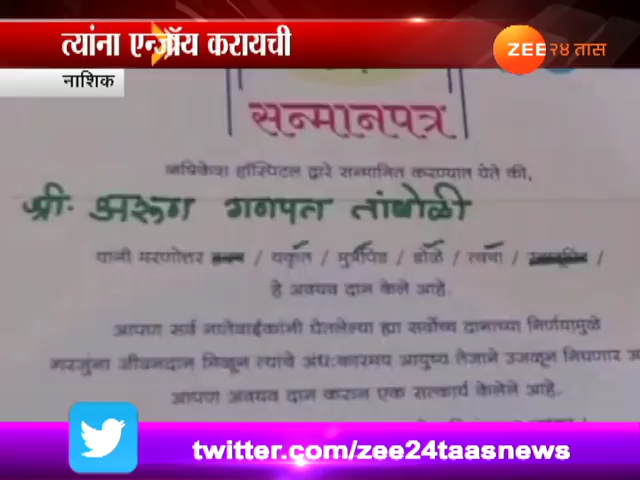 त्यांना एन्जॉय करायची
ZEE २४ तास
नाशिक
सन्मानपत्र
ऋषिकेश हॉस्पिटल द्वारे सन्मानित करण्यात येते की,
श्री. अरूण गणपत तांबोळी
यांनी मरणोत्तर / यकृत / मुत्रपिंड / डोळे / त्वचा /
हे अवयव दान केले आहे.
आपण सर्व नातेवाईकांनी घेतलेल्या ह्या सर्वोच्च दानाच्या निर्णयामुळे
गरजुंना जीवनदान मिळून त्यांचे अंधःकारमय आयुष्य तेजाने उजळून निघणार
आपण अवयव दान करून एक सत्कार्य केलेले आहे.
twitter.com/zee24taasnews